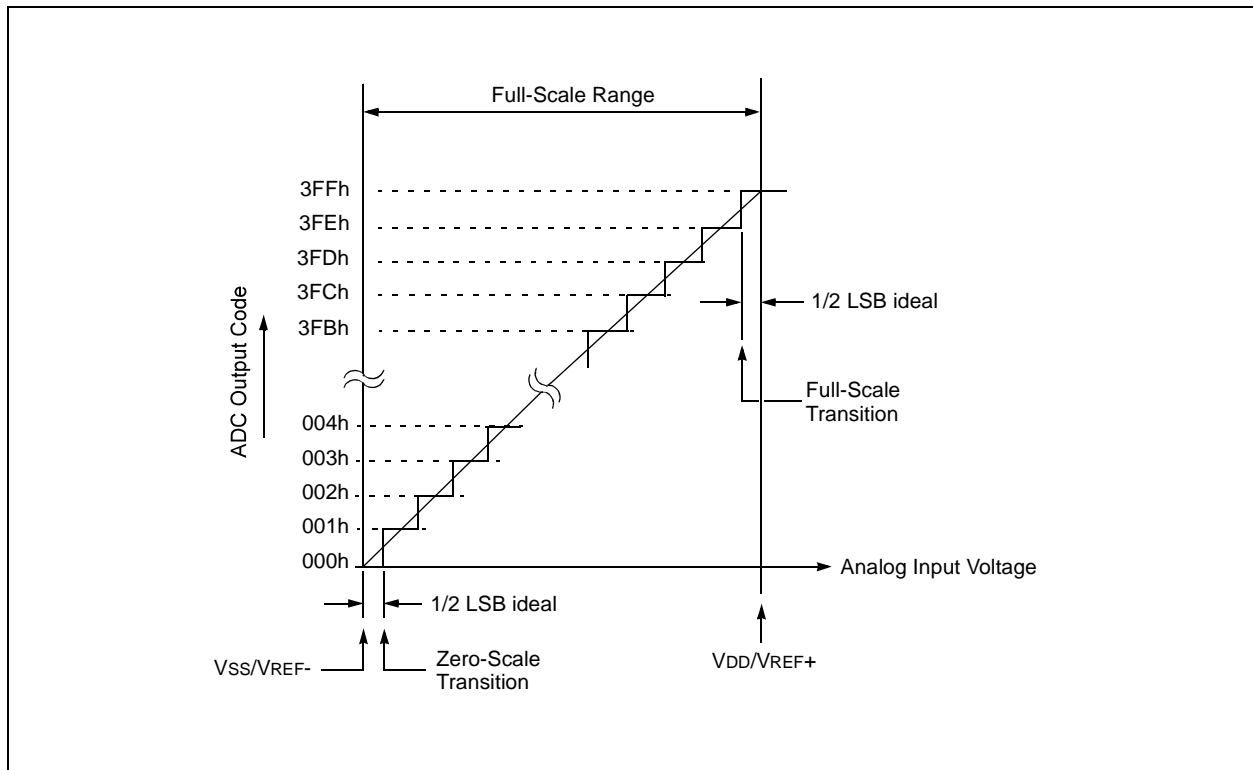 Full-Scale Range
3FFh
3FEh
3FDh
3FCh
1/2 LSB ideal
3FBh
ADC Output Code
Full-Scale
Transition
004h
003h
002h
001h
000h
Analog Input Voltage
1/2 LSB ideal
VSS/VREF-
Zero-Scale
Transition
VDD/VREF+